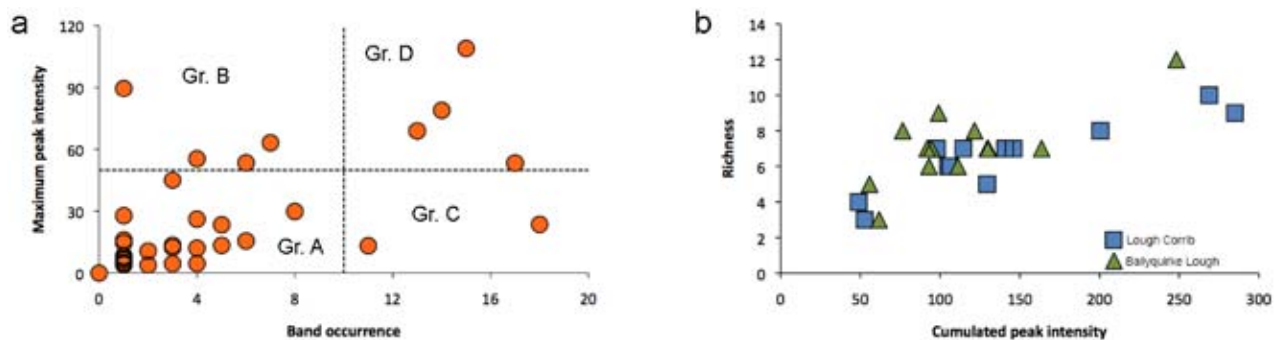 a
120
90
60
30
0
Maximum peak intensity
Gr. B
Gr. D
Gr. C
Gr. A
0 4 8 12 16 20
Band occurrence
b
14
12
10
8
6
4
2
0
Richness
Lough Corrib
Ballyquirke Lough
0 50 100 150 200 250 300
Cumulated peak intensity